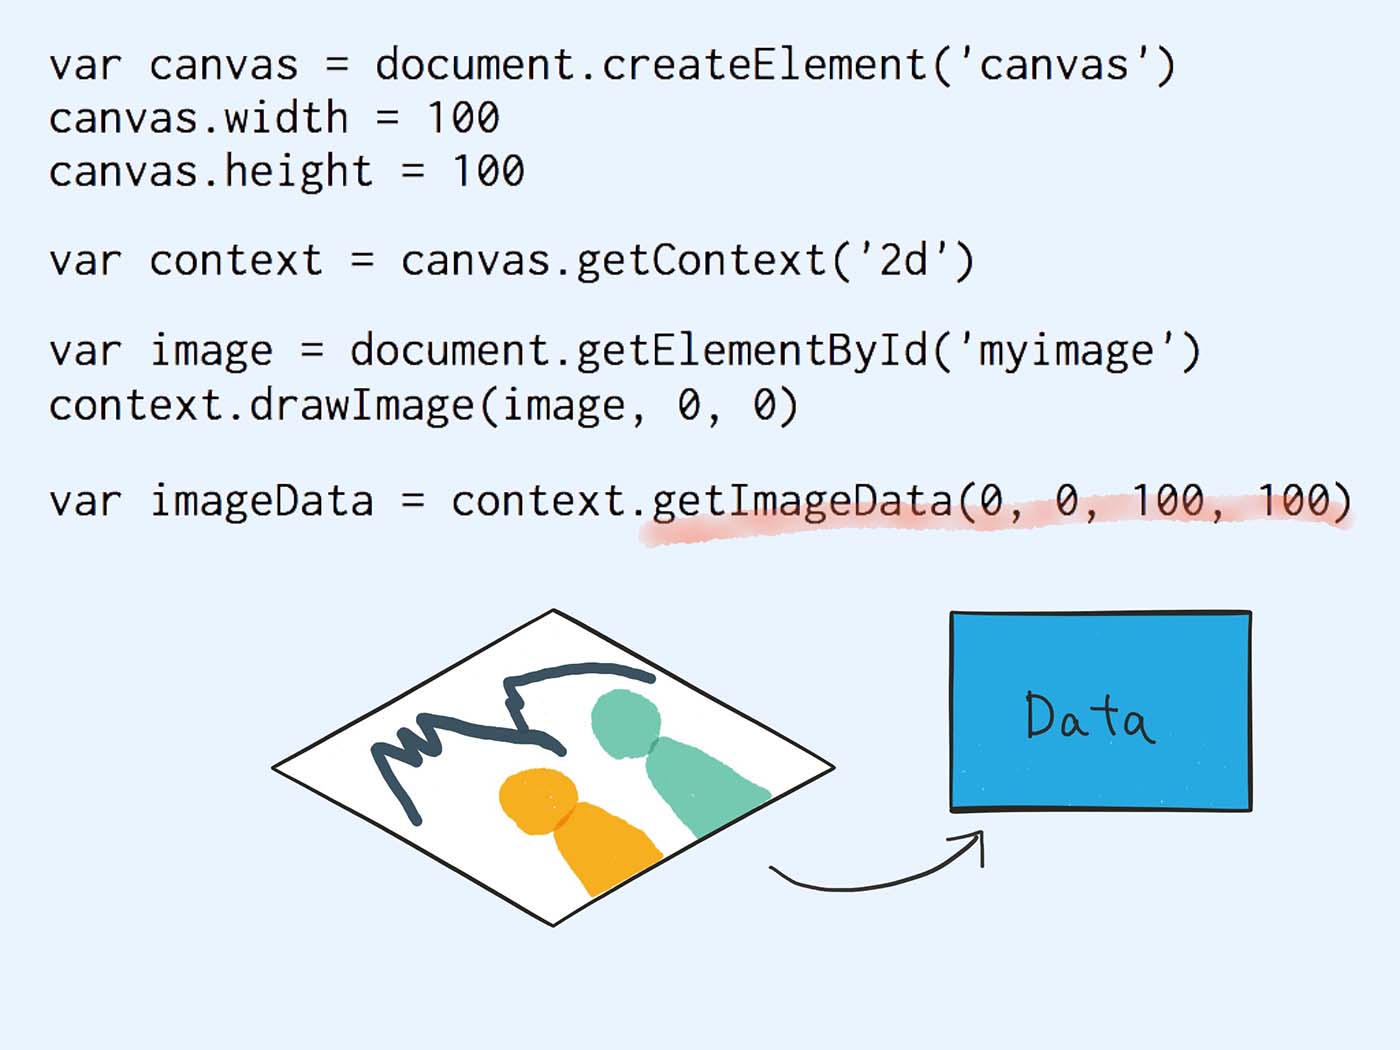 var canvas = document.createElement('canvas')
canvas.width = 100
canvas.height = 100
var context = canvas.getContext('2d')
var image = document.getElementById('myimage')
context.drawImage(image, 0, 0)
var imageData = context.getImageData(0, 0, 100, 100)
Data